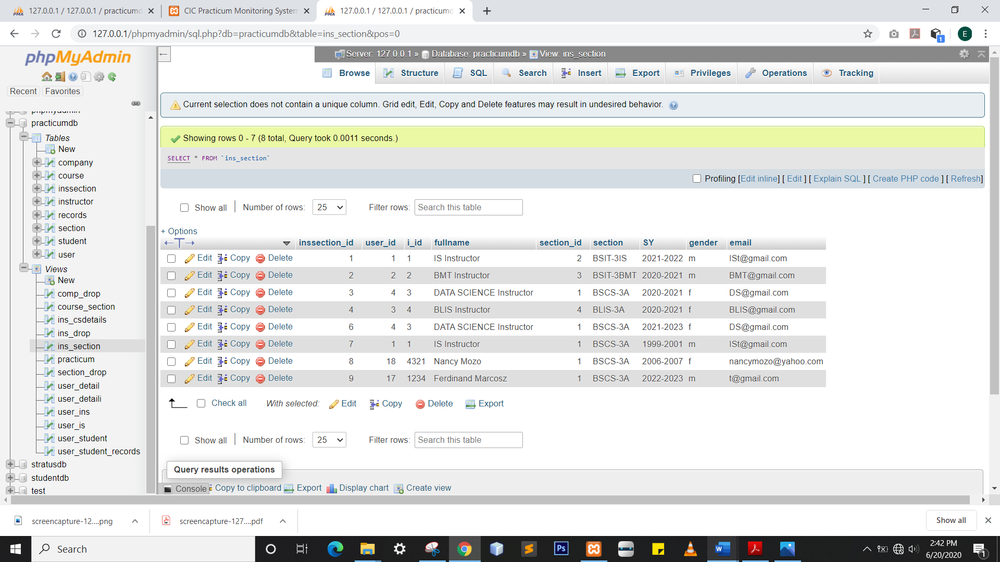 127.0.0.1 / 127.0.0.1 / practicumd
CIC Practicum Monitoring System
127.0.0.1 / 127.0.0.1 / practicumd
127.0.0.1/phpmyadmin/sql.php?db=practicumdb&table=ins_section&pos=0
E
1
phpMyAdmin
Recent Favorites
phpmyadmin
practicumdb
Tables
New
company
course
inssection
instructor
records
section
student
user
Views
New
comp_drop
course_section
ins_csdetails
ins_drop
ins_section
practicum
section_drop
user_detail
user_detaili
user_ins
user_is
user_student
user_student_records
stratusdb
studentdb
test
Server: 127.0.0.1 » Database: practicumdb » View: ins_section
Browse Structure SQL Search Insert Export Privileges Operations Tracking
Current selection does not contain a unique column. Grid edit, Edit, Copy and Delete features may result in undesired behavior.
Showing rows 0 - 7 (8 total, Query took 0.0011 seconds.)
SELECT * FROM `ins_section`
Profiling [Edit inline] [ Edit ] [ Explain SQL ] [ Create PHP code ] [ Refresh]
Show all Number of rows: 25 Filter rows: Search this table
+ Options
←T→ inssection_id user_id i_id fullname section_id section SY gender email
Edit Copy Delete 1 1 1 IS Instructor 2 BSIT-3IS 2021-2022 m ISt@gmail.com
Edit Copy Delete 2 2 2 BMT Instructor 3 BSIT-3BMT 2020-2021 m BMT@gmail.com
Edit Copy Delete 3 4 3 DATA SCIENCE Instructor 1 BSCS-3A 2020-2021 f DS@gmail.com
Edit Copy Delete 4 3 4 BLIS Instructor 4 BLIS-3A 2020-2021 f BLIS@gmail.com
Edit Copy Delete 6 4 3 DATA SCIENCE Instructor 1 BSCS-3A 2021-2023 f DS@gmail.com
Edit Copy Delete 7 1 1 IS Instructor 1 BSCS-3A 1999-2001 m ISt@gmail.com
Edit Copy Delete 8 18 4321 Nancy Mozo 1 BSCS-3A 2006-2007 f nancymozo@yahoo.com
Edit Copy Delete 9 17 1234 Ferdinand Marcosz 1 BSCS-3A 2022-2023 m t@gmail.com
Check all With selected: Edit Copy Delete Export
Show all Number of rows: 25 Filter rows: Search this table
Query results operations
Console Copy to clipboard Export Display chart Create view
screencapture-12....png
screencapture-127....pdf
Show all
Search
Ps
2:42 PM
6/20/2020
1